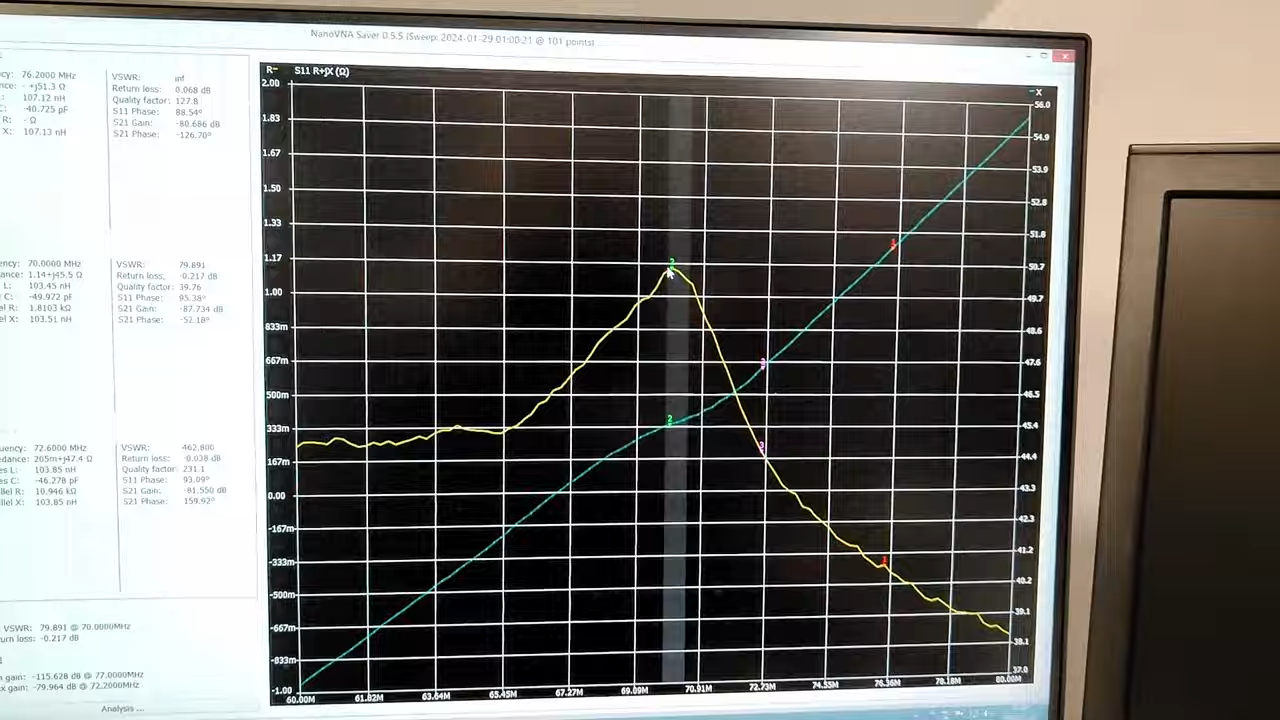 NanoVNA Saver 0.5.5 (Sweep: 2024-01-29 01:00:21 @ 101 points)
76.2000 MHz
- +j51.3 Ω
107.12 nH
-40.725 pF
R: - Ω
X: 107.13 nH
VSWR: inf
Return loss: 0.068 dB
Quality factor: 127.8
S11 Phase: 88.54°
S21 Gain: -80.686 dB
S21 Phase: -126.70°
70.0000 MHz
1.14+j45.5 Ω
L: 103.45 nH
C: -49.972 pF
R: 1.8103 kΩ
X: 103.51 nH
VSWR: 79.891
Return loss: -0.217 dB
Quality factor: 39.76
S11 Phase: 95.38°
S21 Gain: -87.734 dB
S21 Phase: -52.18°
72.6000 MHz
205m+j47.4 Ω
L: 103.85 nH
C: -46.278 pF
R: 10.946 kΩ
X: 103.85 nH
VSWR: 462.800
Return loss: -0.038 dB
Quality factor: 231.1
S11 Phase: 93.09°
S21 Gain: -81.550 dB
S21 Phase: 159.92°
VSWR: 79.891 @ 70.0000MHz
loss: -0.217 dB
gain: -115.628 dB @ 77.0000MHz
gain: -79.964 dB @ 72.2000MHz
Analysis ...
R
S11 R+jX (Ω)
X
2.00
1.83
1.67
1.50
1.33
1.17
1.00
833m
667m
500m
333m
167m
0.00
-167m
-333m
-500m
-667m
-833m
-1.00
56.0
54.9
53.9
52.8
51.8
50.7
49.7
48.6
47.6
46.5
45.4
44.4
43.3
42.3
41.2
40.2
39.1
38.1
37.0
1
2
3
2
3
1
60.00M 61.82M 63.64M 65.45M 67.27M 69.09M 70.91M 72.73M 74.55M 76.36M 78.18M 80.00M